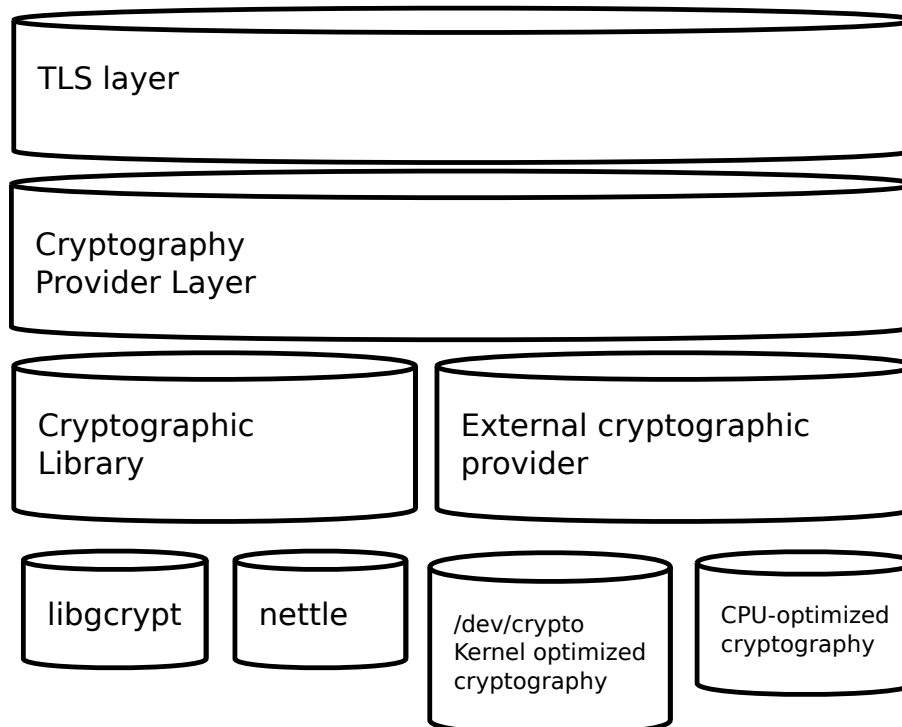 TLS layer
Cryptography
Provider Layer
Cryptographic
Library
External cryptographic
provider
libgcrypt
nettle
/dev/crypto
Kernel optimized
cryptography
CPU-optimized
cryptography